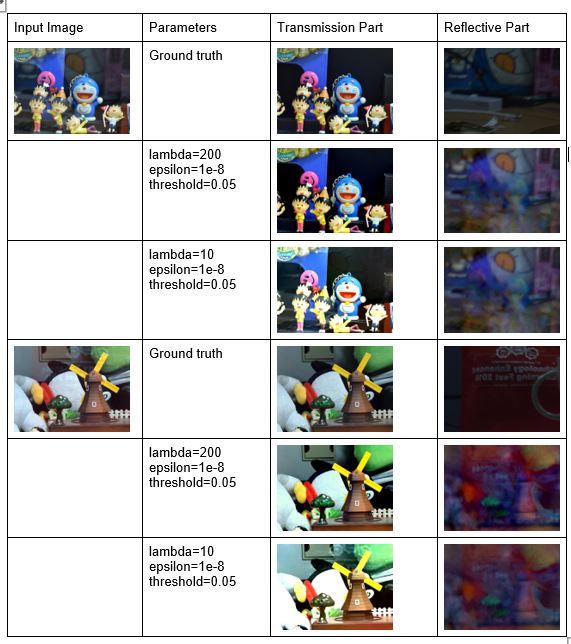 Input Image Parameters Transmission Part Reflective Part
Ground truth
lambda=200
epsilon=1e-8
threshold=0.05
lambda=10
epsilon=1e-8
threshold=0.05
Ground truth
lambda=200
epsilon=1e-8
threshold=0.05
lambda=10
epsilon=1e-8
threshold=0.05